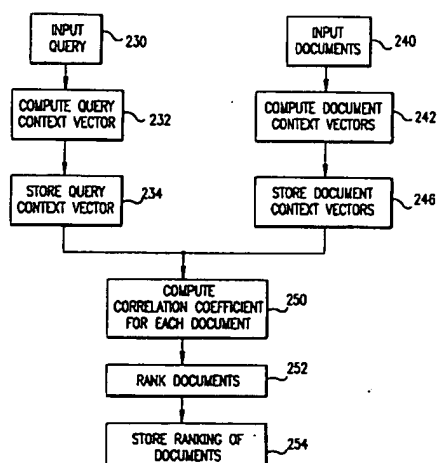 INPUT
QUERY
230
COMPUTE QUERY
CONTEXT VECTOR
232
STORE QUERY
CONTEXT VECTOR
234
INPUT
DOCUMENTS
240
COMPUTE DOCUMENT
CONTEXT VECTORS
242
STORE DOCUMENT
CONTEXT VECTORS
246
COMPUTE
CORRELATION COEFFICIENT
FOR EACH DOCUMENT
250
RANK DOCUMENTS
252
STORE RANKING OF
DOCUMENTS
254